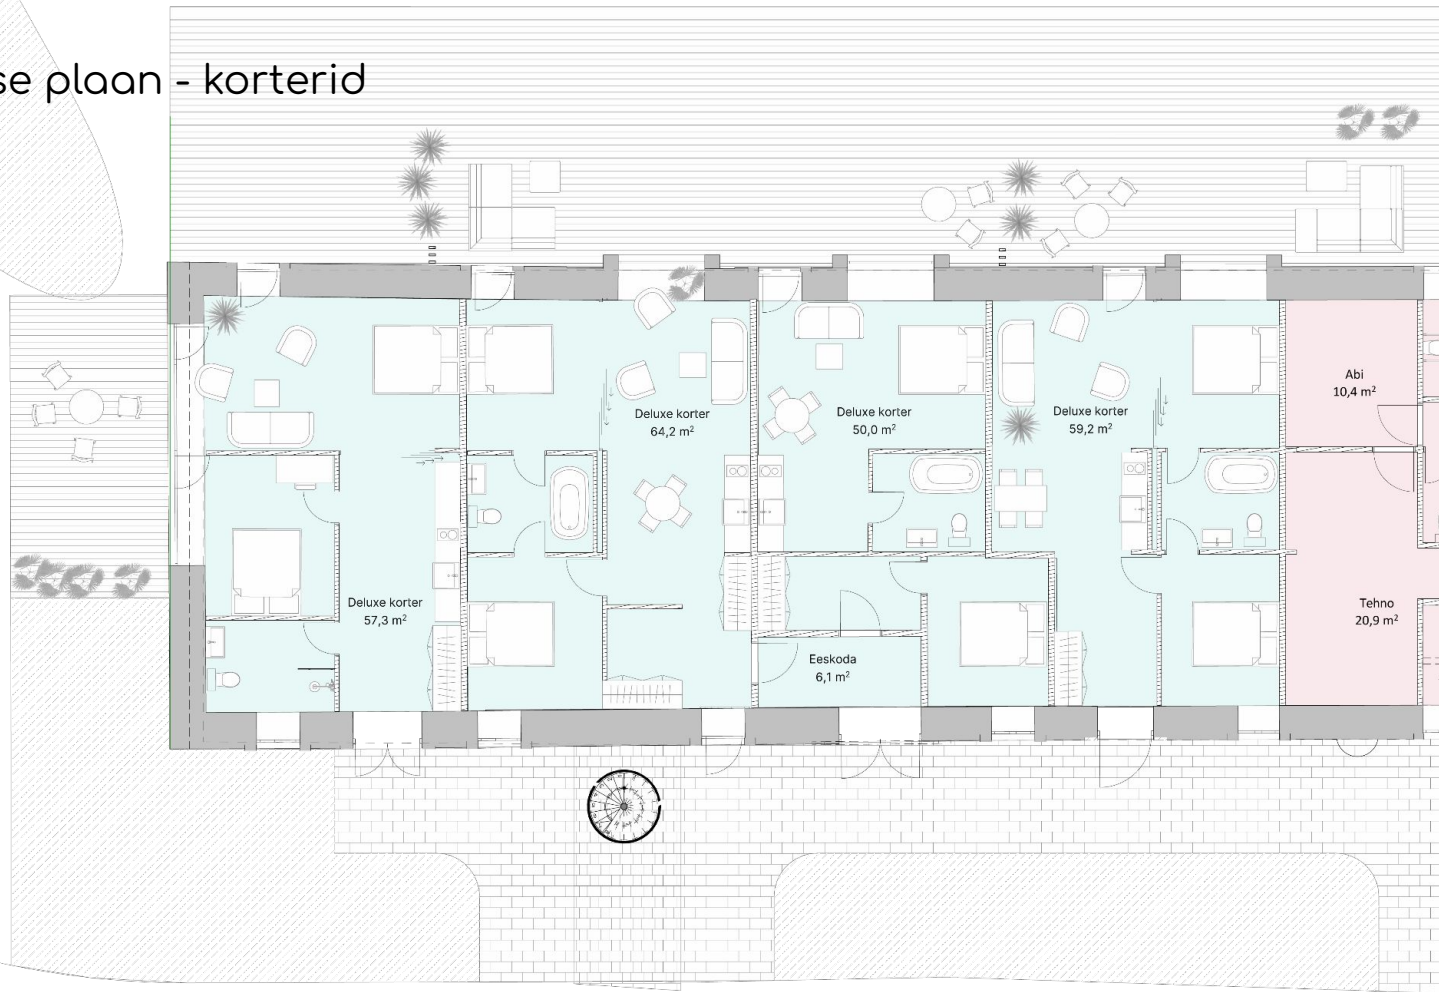 se plaan - korterid
Deluxe korter
64,2 m²
Deluxe korter
50,0 m²
Deluxe korter
59,2 m²
Abi
10,4 m²
Deluxe korter
57,3 m²
Eeskoda
6,1 m²
Tehno
20,9 m²